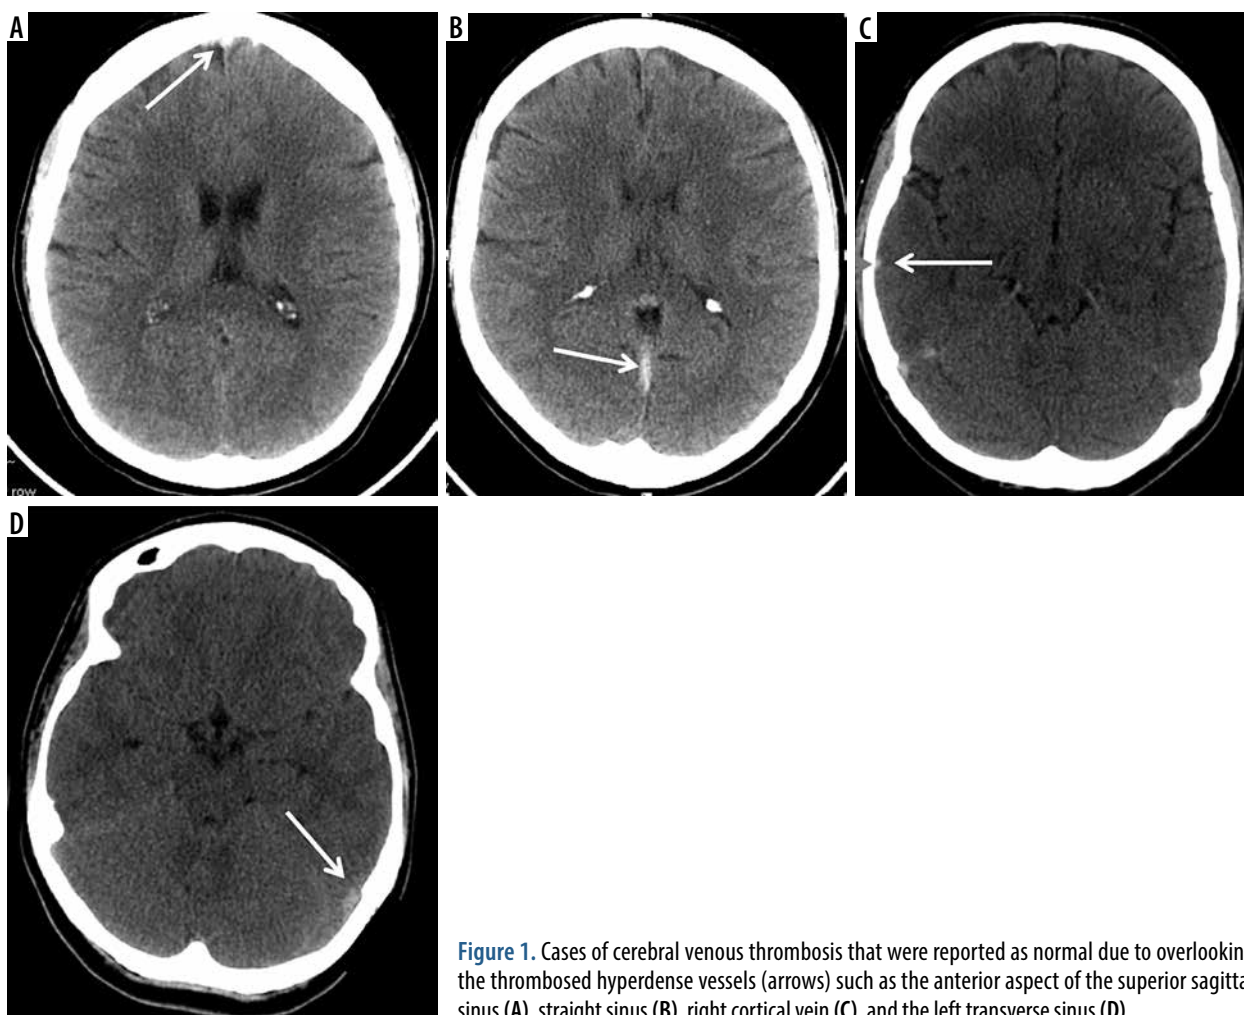 A
B
C
row
D
Figure 1. Cases of cerebral venous thrombosis that were reported as normal due to overlookin
the thrombosed hyperdense vessels (arrows) such as the anterior aspect of the superior sagitta
sinus (A), straight sinus (B), right cortical vein (C), and the left transverse sinus (D)